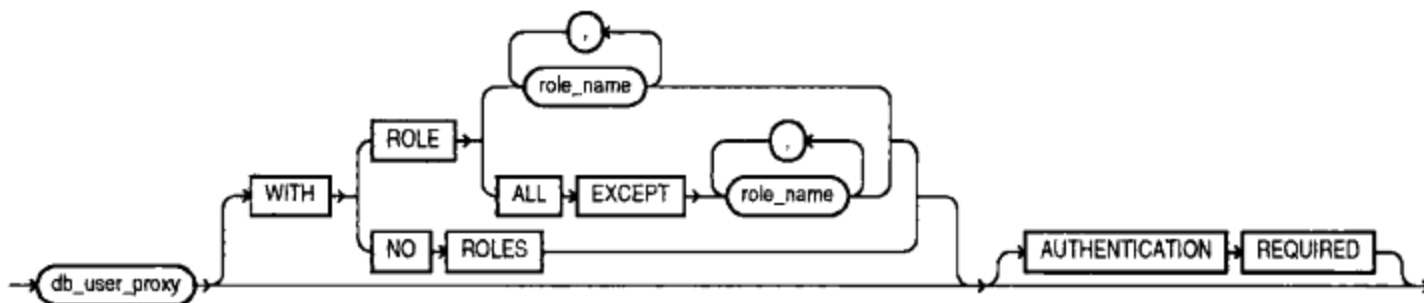 ,
role_name
ROLE
,
WITH ALL EXCEPT role_name
NO ROLES AUTHENTICATION REQUIRED
db_user_proxy